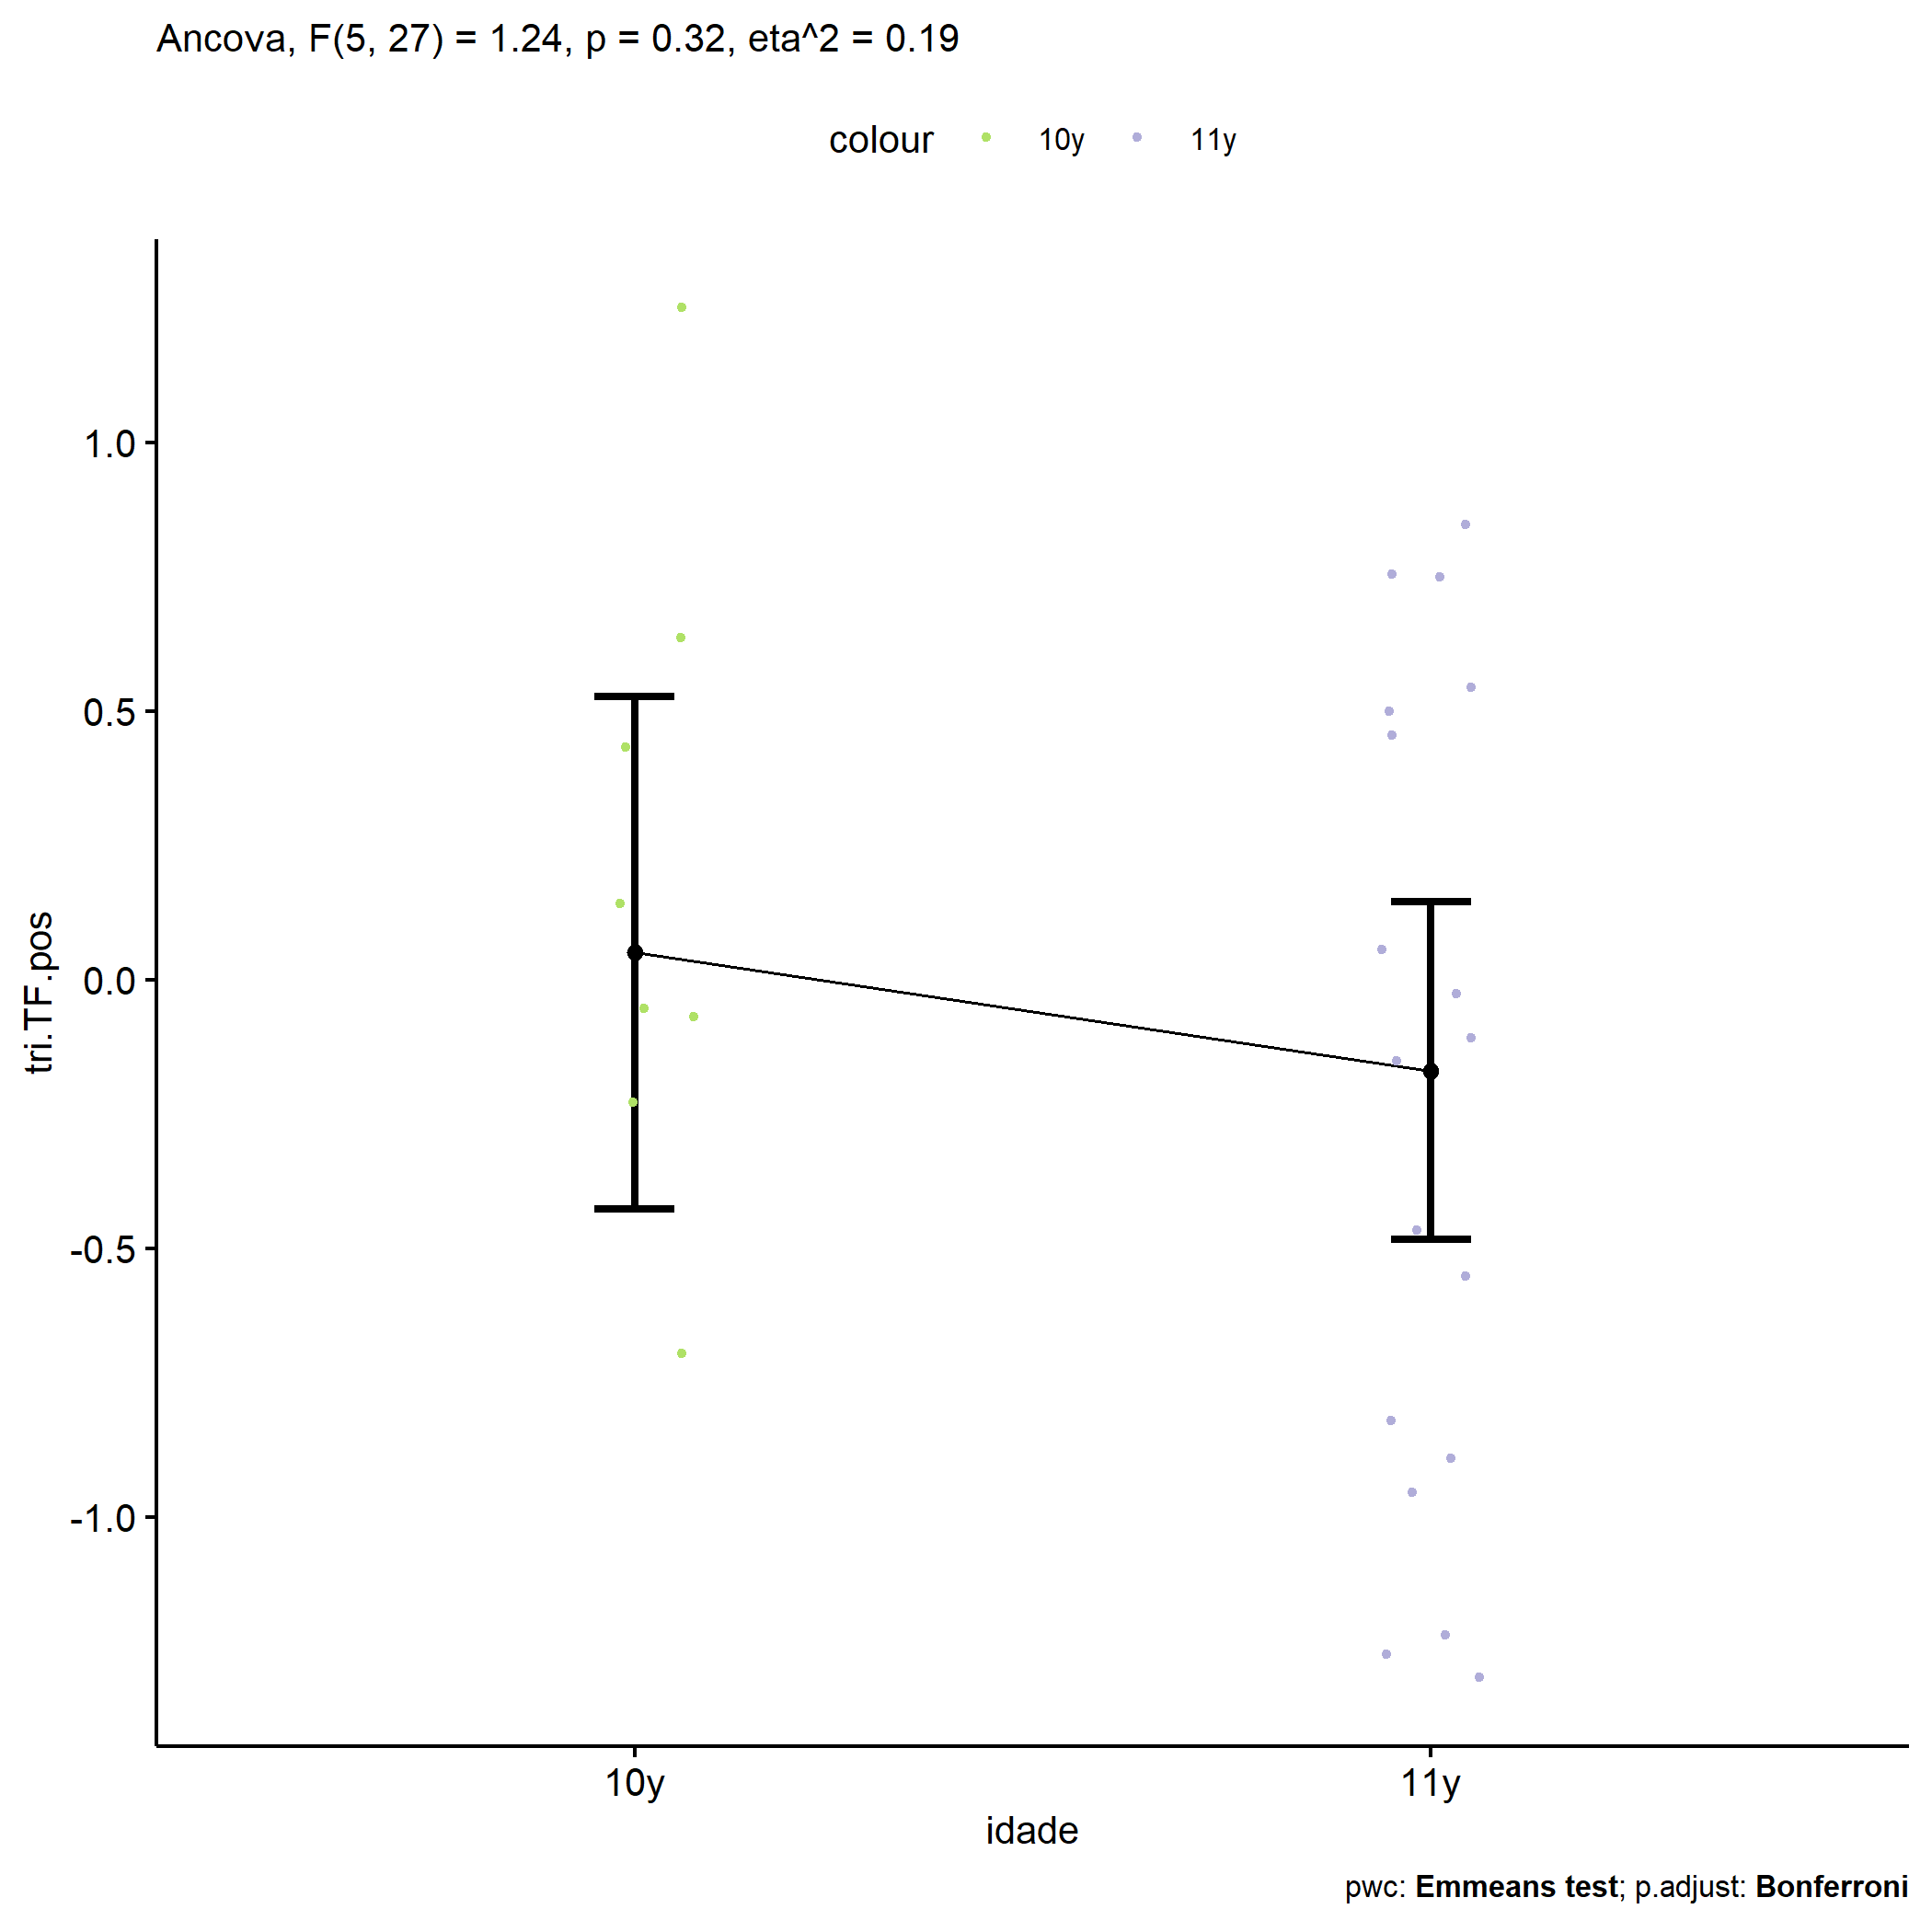 Ancova, F(5, 27) = 1.24, p = 0.32, eta^2 = 0.19
colour 10y 11y
1.0
0.5
0.0
-0.5
-1.0
tri.TF.pos
10y 11y
idade
pwc: Emmeans test; p.adjust: Bonferroni